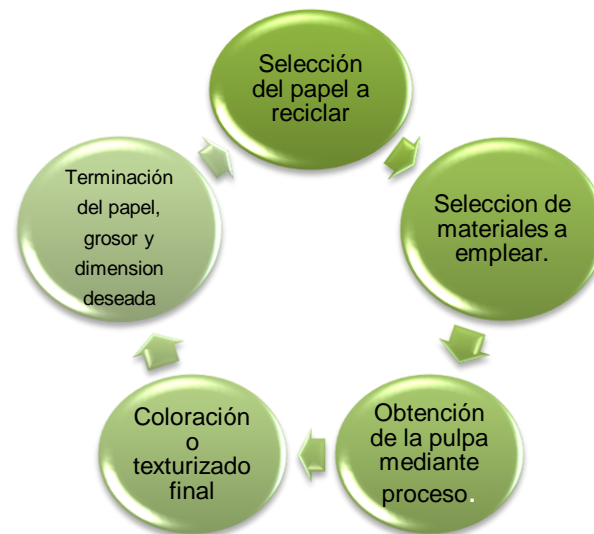 Selección
del papel a
reciclar
Seleccion de
materiales a
emplear.
Obtención
de la pulpa
mediante
proceso.
Coloración
o
texturizado
final
Terminación
del papel,
grosor y
dimension
deseada